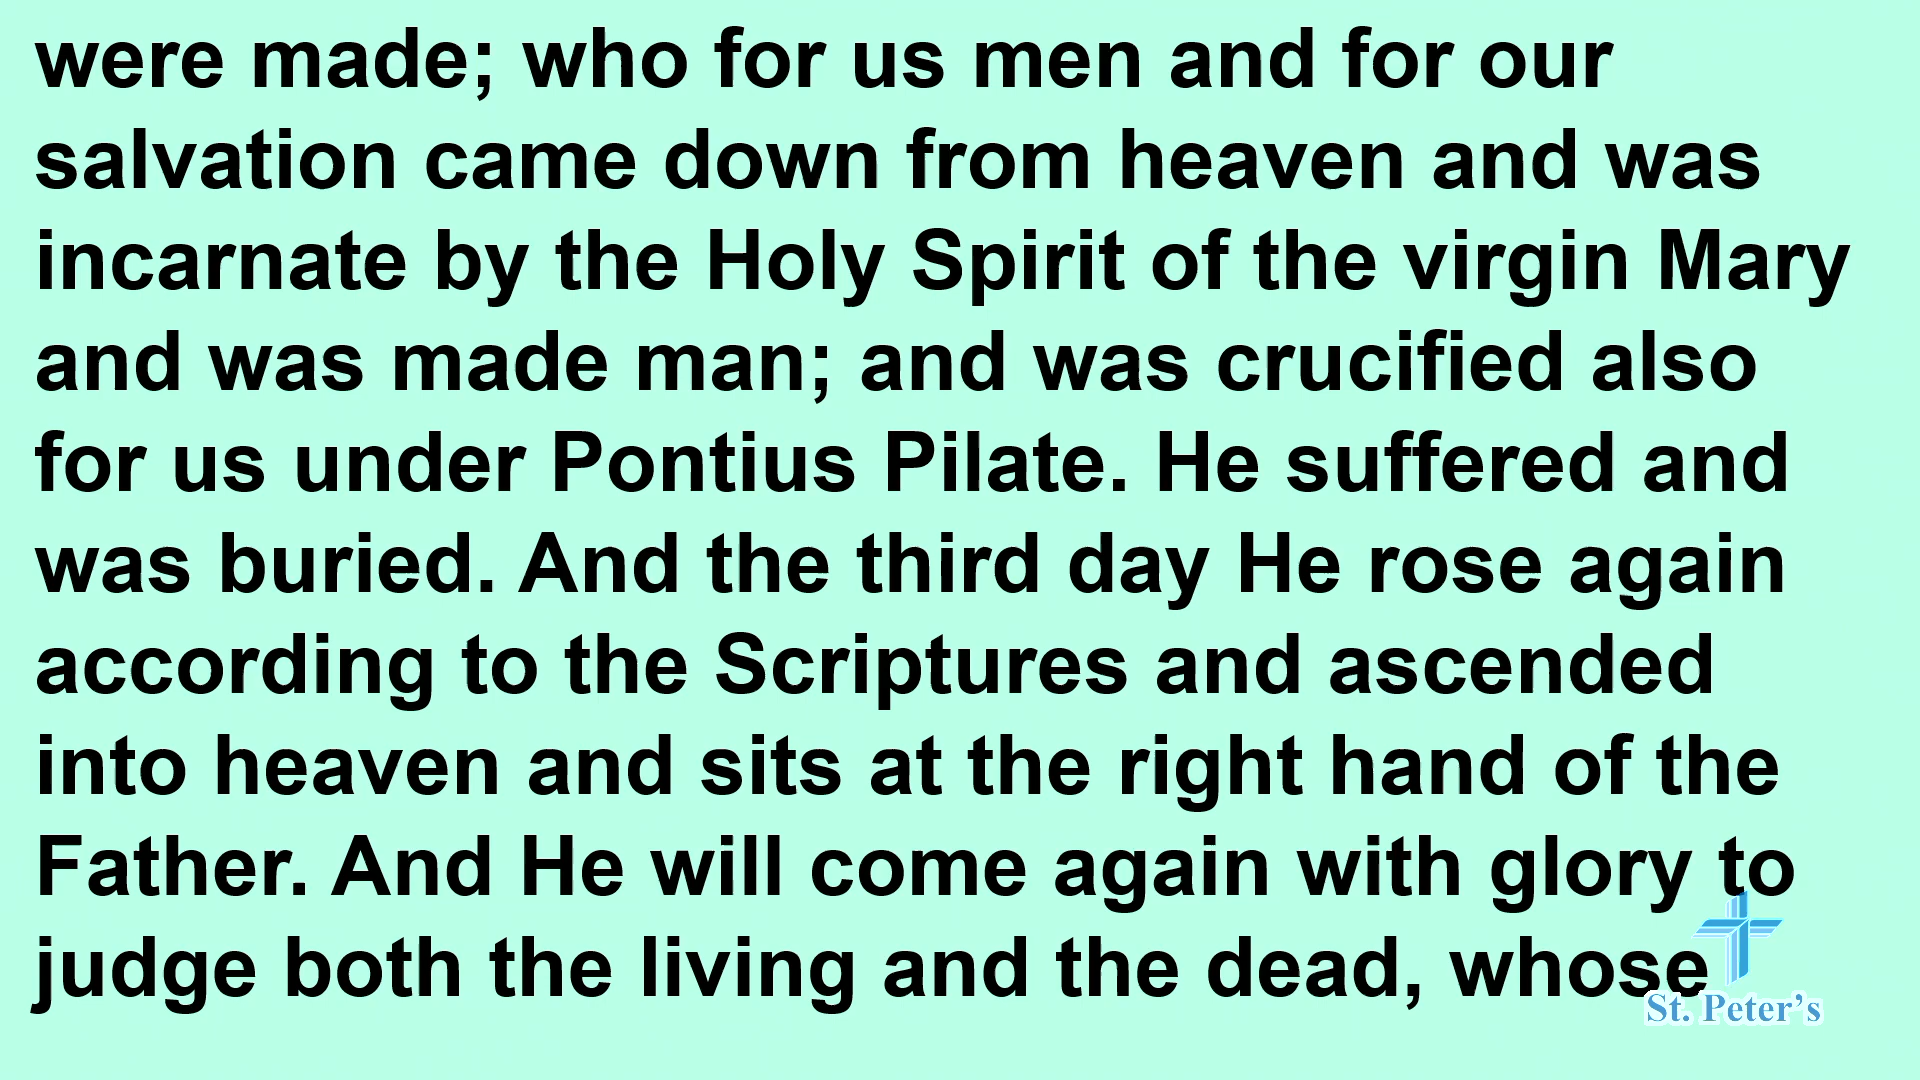 were made; who for us men and for our
salvation came down from heaven and was
incarnate by the Holy Spirit of the virgin Mary
and was made man; and was crucified also
for us under Pontius Pilate. He suffered and
was buried. And the third day He rose again
according to the Scriptures and ascended
into heaven and sits at the right hand of the
Father. And He will come again with glory to
judge both the living and the dead, whose
St. Peter’s